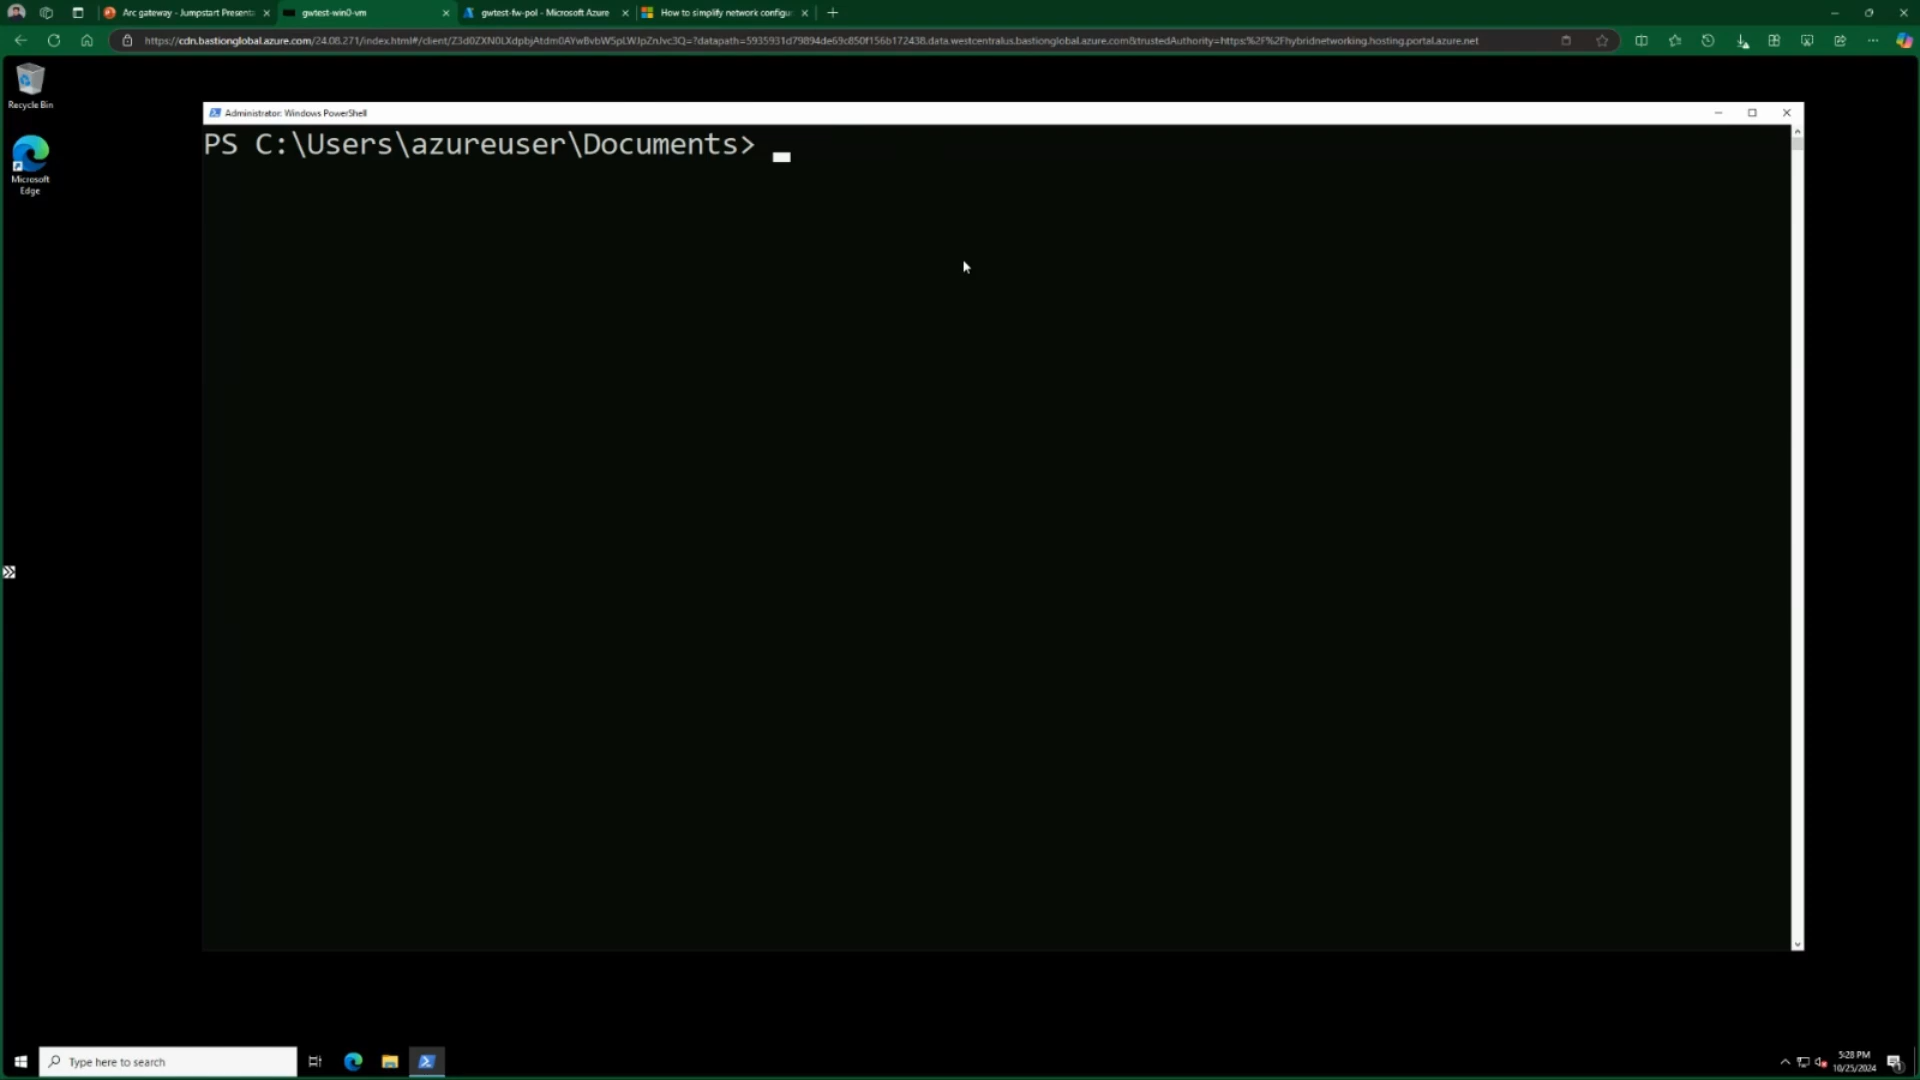 Arc gateway - Jumpstart Presenta
gwtest-win0-vm
gwtest-fw-pol - Microsoft Azure
How to simplify network configur
Recycle Bin
Microsoft
Edge
Administrator: Windows PowerShell
PS C:\Users\azureuser\Documents>
Type here to search
5:28 PM
10/25/2024